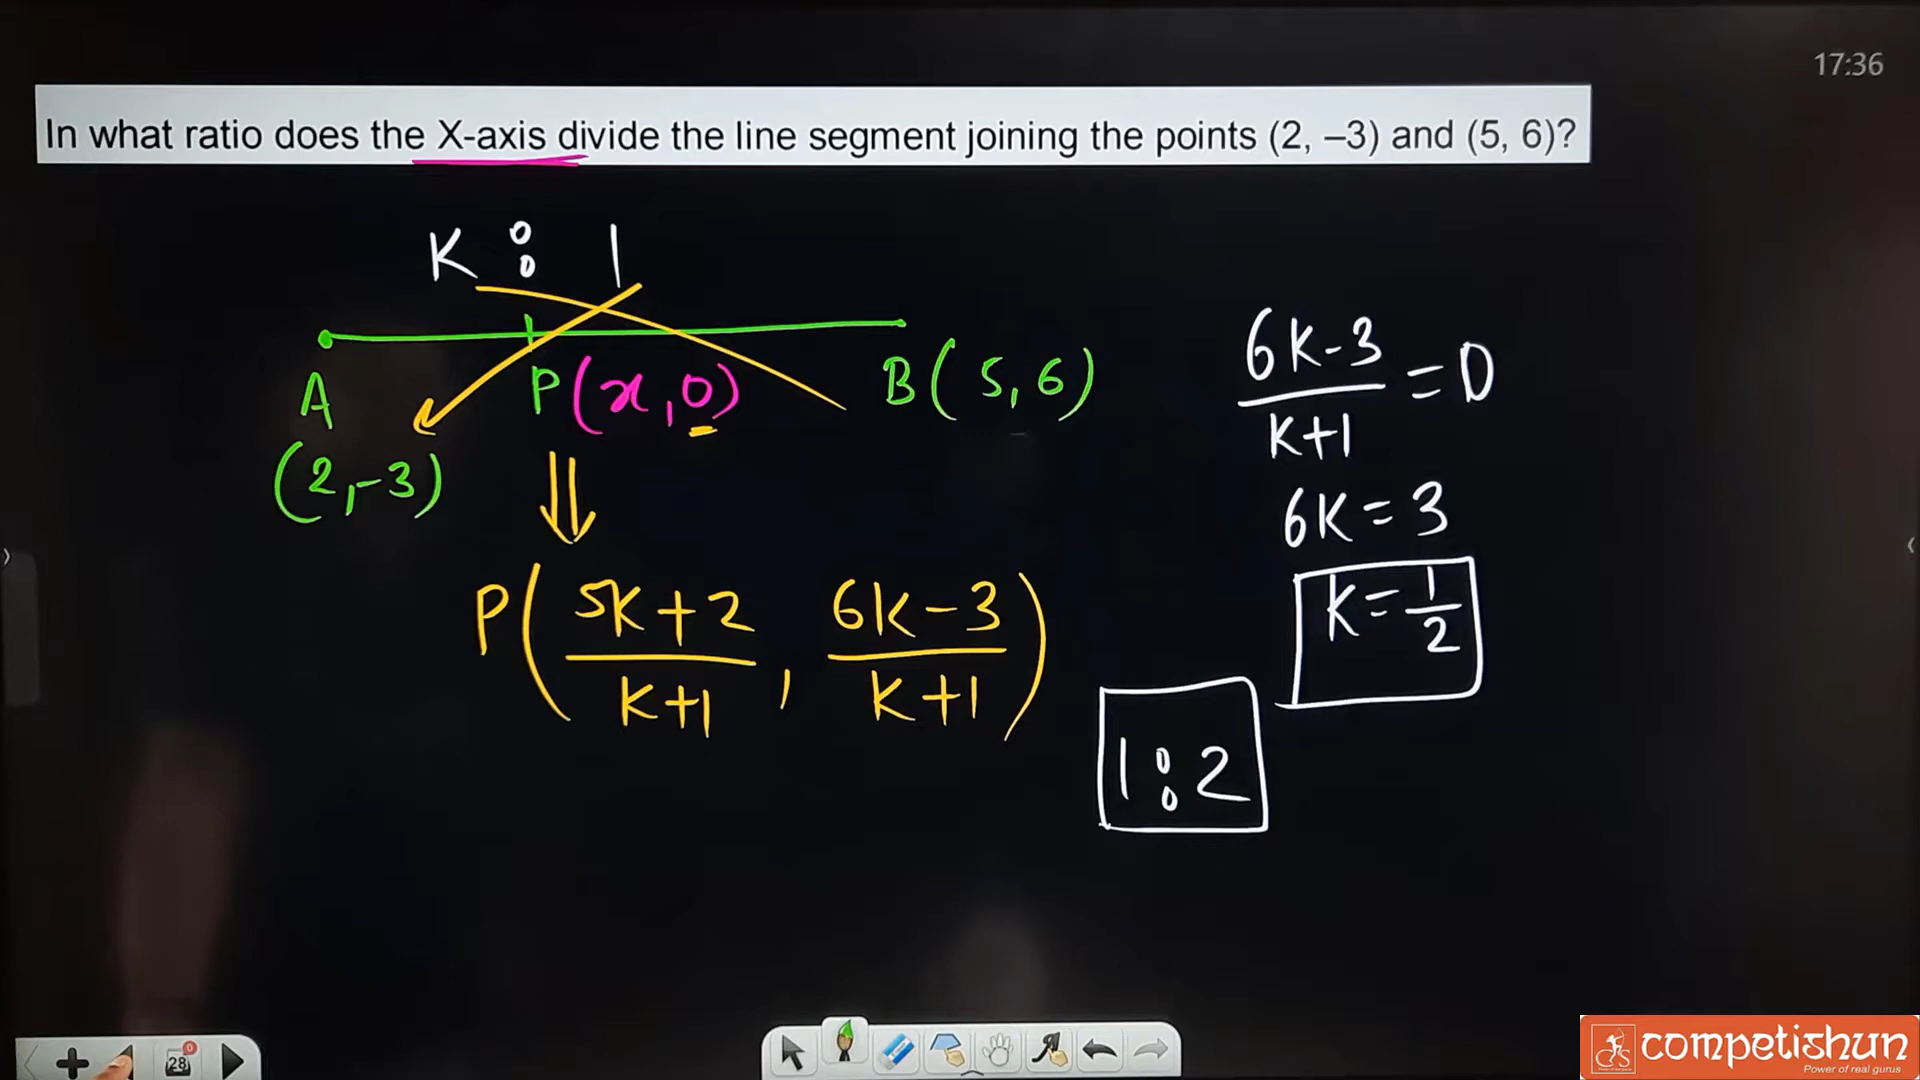 17:36
In what ratio does the X-axis divide the line segment joining the points (2, –3) and (5, 6)?
K : 1
A
(2,-3)
P(x,0)
B(5,6)
P(5K+2/K+1, 6K-3/K+1)
6K-3/K+1 = 0
6K = 3
K = 1/2
1:2
28
0
competishun
Power of real gurus